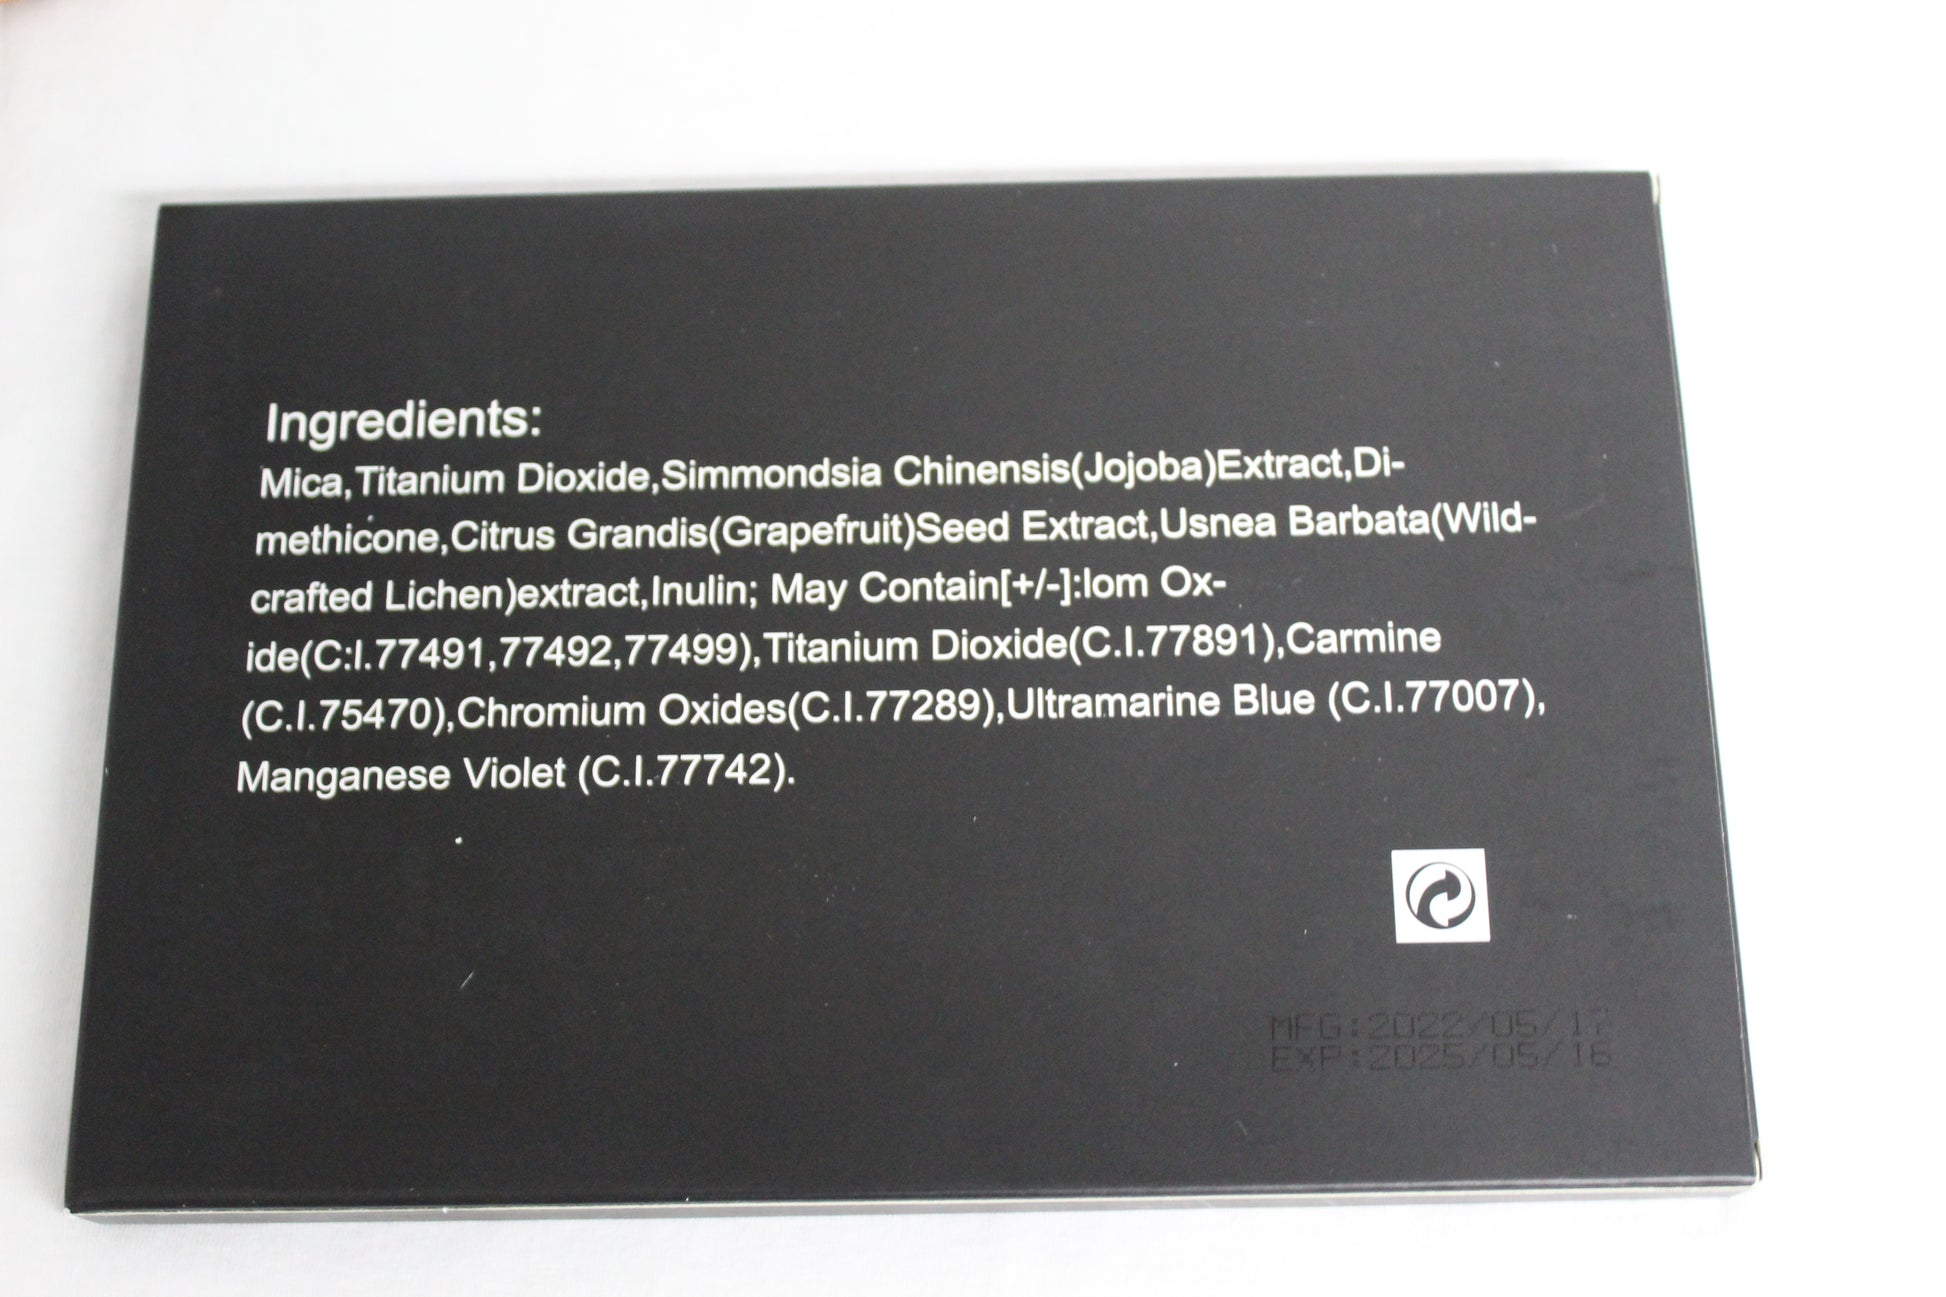 Ingredients:
Mica,Titanium Dioxide,Simmondsia Chinensis(Jojoba)Extract,Di-
methicone,Citrus Grandis(Grapefruit)Seed Extract,Usnea Barbata(Wild-
crafted Lichen)extract,Inulin; May Contain[+/-]:lom Ox-
ide(C:I.77491,77492,77499),Titanium Dioxide(C.I.77891),Carmine
(C.I.75470),Chromium Oxides(C.I.77289),Ultramarine Blue (C.I.77007),
Manganese Violet (C.I.77742).
MFG:2022/05/17
EXP:2025/05/16